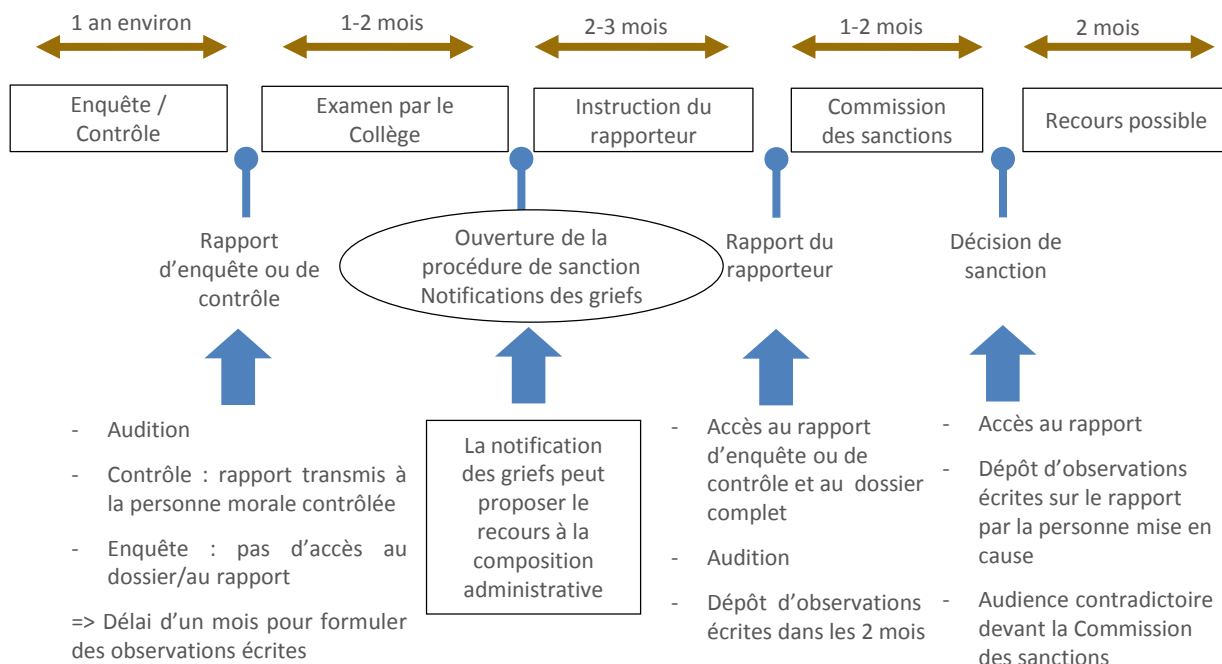 1 an environ
1-2 mois
2-3 mois
1-2 mois
2 mois
Enquête /
Contrôle
Examen par le
Collège
Instruction du
rapporteur
Commission
des sanctions
Recours possible
Rapport
d’enquête ou de
contrôle
Ouverture de la
procédure de sanction
Notifications des griefs
Rapport du
rapporteur
Décision de
sanction
- Audition
- Contrôle : rapport transmis à
la personne morale contrôlée
- Enquête : pas d’accès au
dossier/au rapport
=> Délai d’un mois pour formuler
des observations écrites
La notification
des griefs peut
proposer le
recours à la
composition
administrative
- Accès au rapport
d’enquête ou de
contrôle et au dossier
complet
- Audition
- Dépôt d’observations
écrites dans les 2 mois
- Accès au rapport
- Dépôt d’observations
écrites sur le rapport
par la personne mise en
cause
- Audience contradictoire
devant la Commission
des sanctions